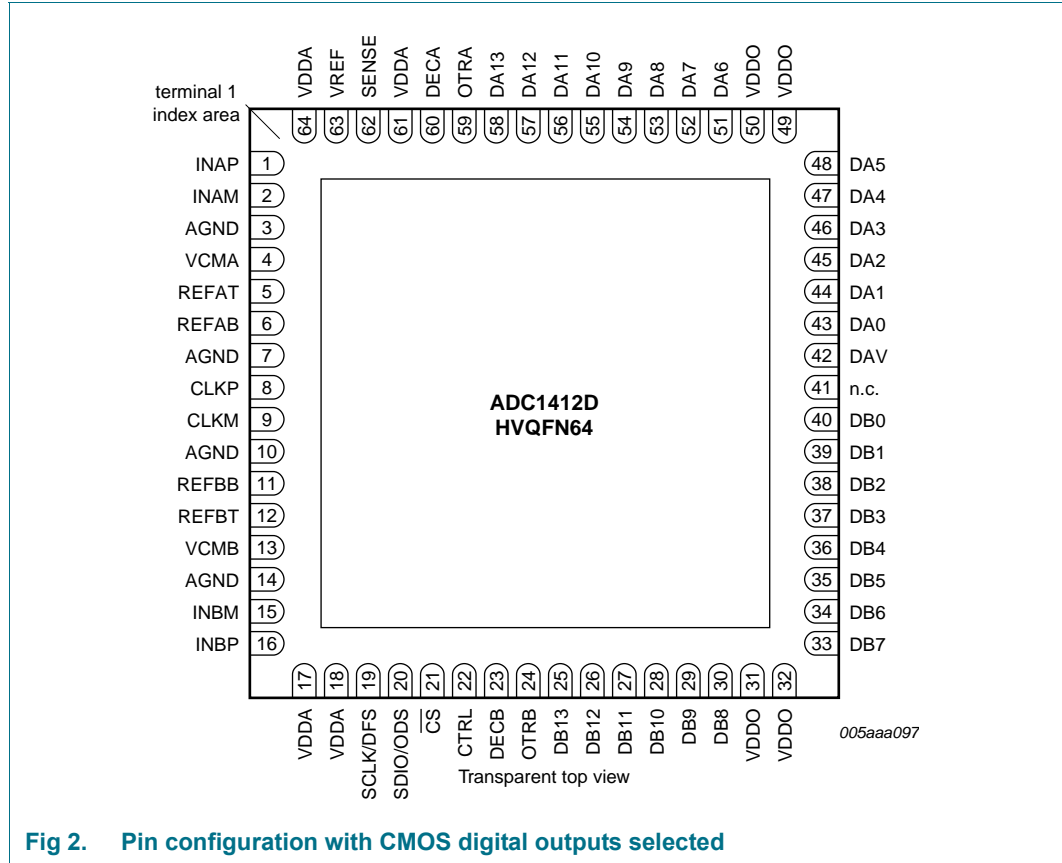 VDDA VREF SENSE VDDA DECA OTRA DA13 DA12 DA11 DA10 DA9 DA8 DA7 DA6 VDDO VDDO
terminal 1
index area
64 63 62 61 60 59 58 57 56 55 54 53 52 51 50 49
INAP 1 48 DA5
INAM 2 47 DA4
AGND 3 46 DA3
VCMA 4 45 DA2
REFAT 5 44 DA1
REFAB 6 43 DA0
AGND 7 42 DAV
CLKP 8 41 n.c.
ADC1412D
HVQFN64
CLKM 9 40 DB0
AGND 10 39 DB1
REFBB 11 38 DB2
REFBT 12 37 DB3
VCMB 13 36 DB4
AGND 14 35 DB5
INBM 15 34 DB6
INBP 16 33 DB7
17 18 19 20 21 22 23 24 25 26 27 28 29 30 31 32
VDDA VDDA SCLK/DFS SDIO/ODS CS CTRL DECB OTRB DB13 DB12 DB11 DB10 DB9 DB8 VDDO VDDO
005aaa097
Transparent top view
Fig 2. Pin configuration with CMOS digital outputs selected